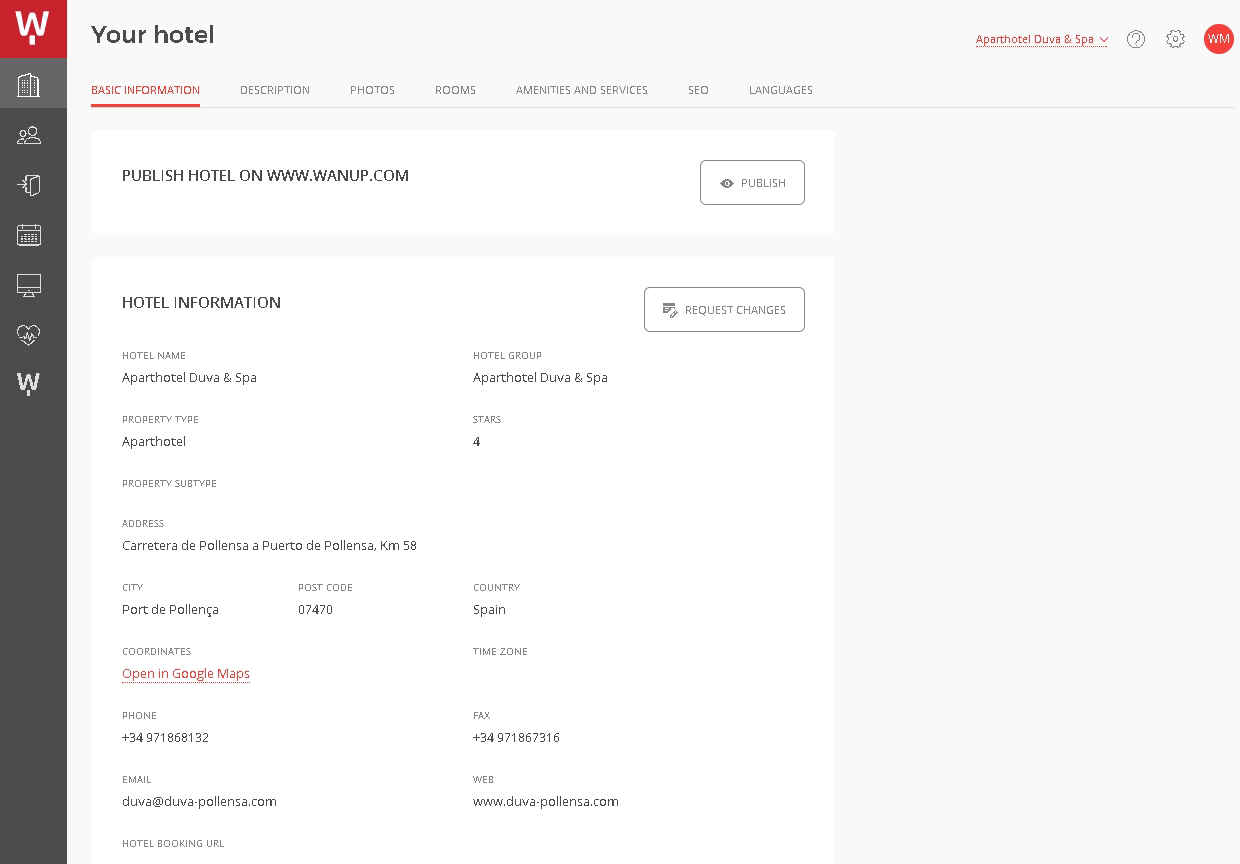 Your hotel
Aparthotel Duva & Spa
WM
BASIC INFORMATION
DESCRIPTION
PHOTOS
ROOMS
AMENITIES AND SERVICES
SEO
LANGUAGES
PUBLISH HOTEL ON WWW.WANUP.COM
PUBLISH
HOTEL INFORMATION
REQUEST CHANGES
HOTEL NAME
Aparthotel Duva & Spa
HOTEL GROUP
Aparthotel Duva & Spa
PROPERTY TYPE
Aparthotel
STARS
4
PROPERTY SUBTYPE
ADDRESS
Carretera de Pollensa a Puerto de Pollensa, Km 58
CITY
Port de Pollença
POST CODE
07470
COUNTRY
Spain
COORDINATES
Open in Google Maps
TIME ZONE
PHONE
+34 971868132
FAX
+34 971867316
EMAIL
duva@duva-pollensa.com
WEB
www.duva-pollensa.com
HOTEL BOOKING URL